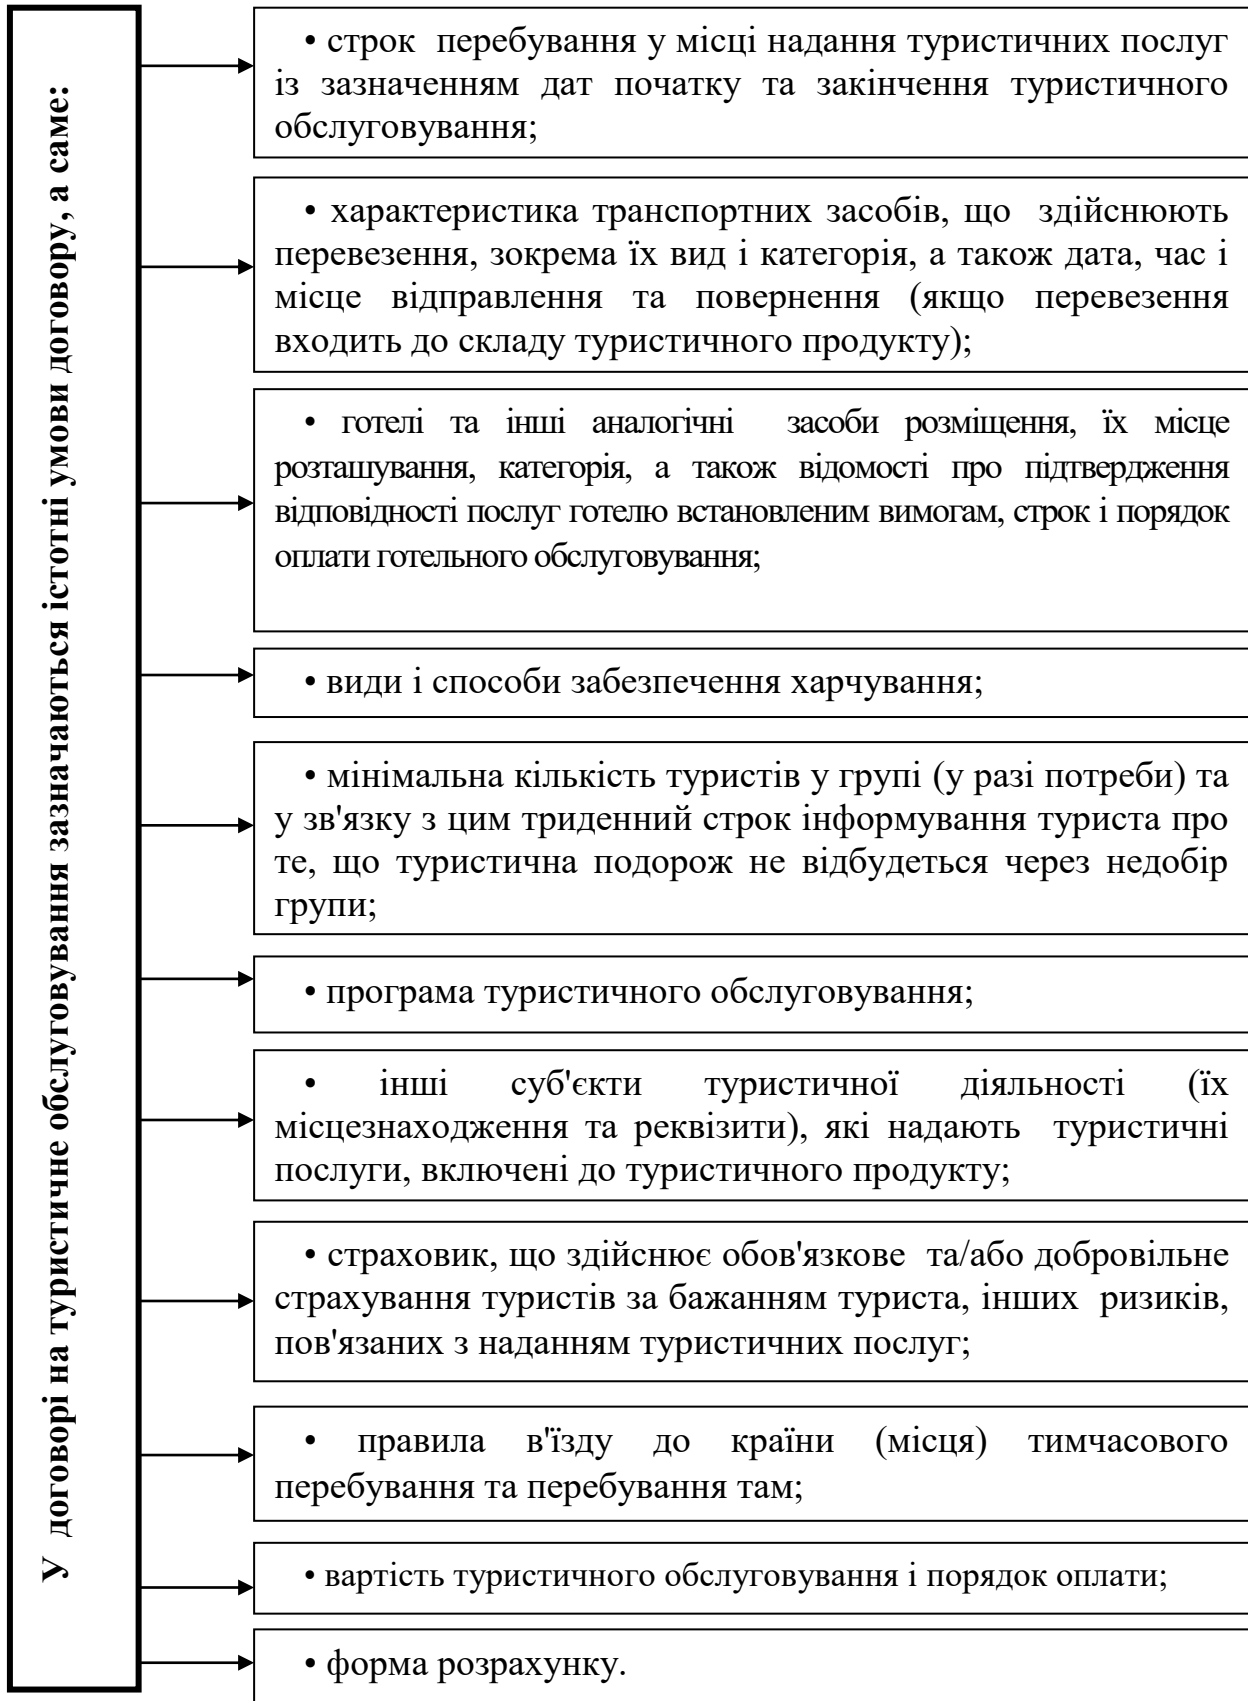 У договорі на туристичне обслуговування зазначаються істотні умови договору, а саме:
• строк перебування у місці надання туристичних послуг
із зазначенням дат початку та закінчення туристичного
обслуговування;
• характеристика транспортних засобів, що здійснюють
перевезення, зокрема їх вид і категорія, а також дата, час і
місце відправлення та повернення (якщо перевезення
входить до складу туристичного продукту);
• готелі та інші аналогічні засоби розміщення, їх місце
розташування, категорія, а також відомості про підтвердження
відповідності послуг готелю встановленим вимогам, строк і порядок
оплати готельного обслуговування;
• види і способи забезпечення харчування;
• мінімальна кількість туристів у групі (у разі потреби) та
у зв'язку з цим триденний строк інформування туриста про
те, що туристична подорож не відбудеться через недобір
групи;
• програма туристичного обслуговування;
• інші суб'єкти туристичної діяльності (їх
місцезнаходження та реквізити), які надають туристичні
послуги, включені до туристичного продукту;
• страховик, що здійснює обов'язкове та/або добровільне
страхування туристів за бажанням туриста, інших ризиків,
пов'язаних з наданням туристичних послуг;
• правила в'їзду до країни (місця) тимчасового
перебування та перебування там;
• вартість туристичного обслуговування і порядок оплати;
• форма розрахунку.